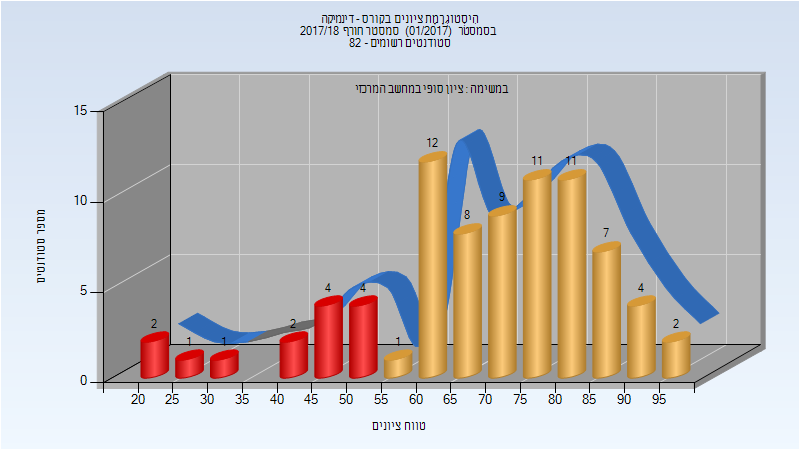 היסטוגרמת ציונים בקורס - דינמיקה
בסמסטר (01/2017) סמסטר חורף 2017/18
סטודנטים רשומים - 82
במשימה : ציון סופי במחשב המרכזי
מספר סטודנטים
15
10
5
0
2
1
1
2
4
4
1
12
8
9
11
11
7
4
2
20 25 30 35 40 45 50 55 60 65 70 75 80 85 90 95
טווח ציונים